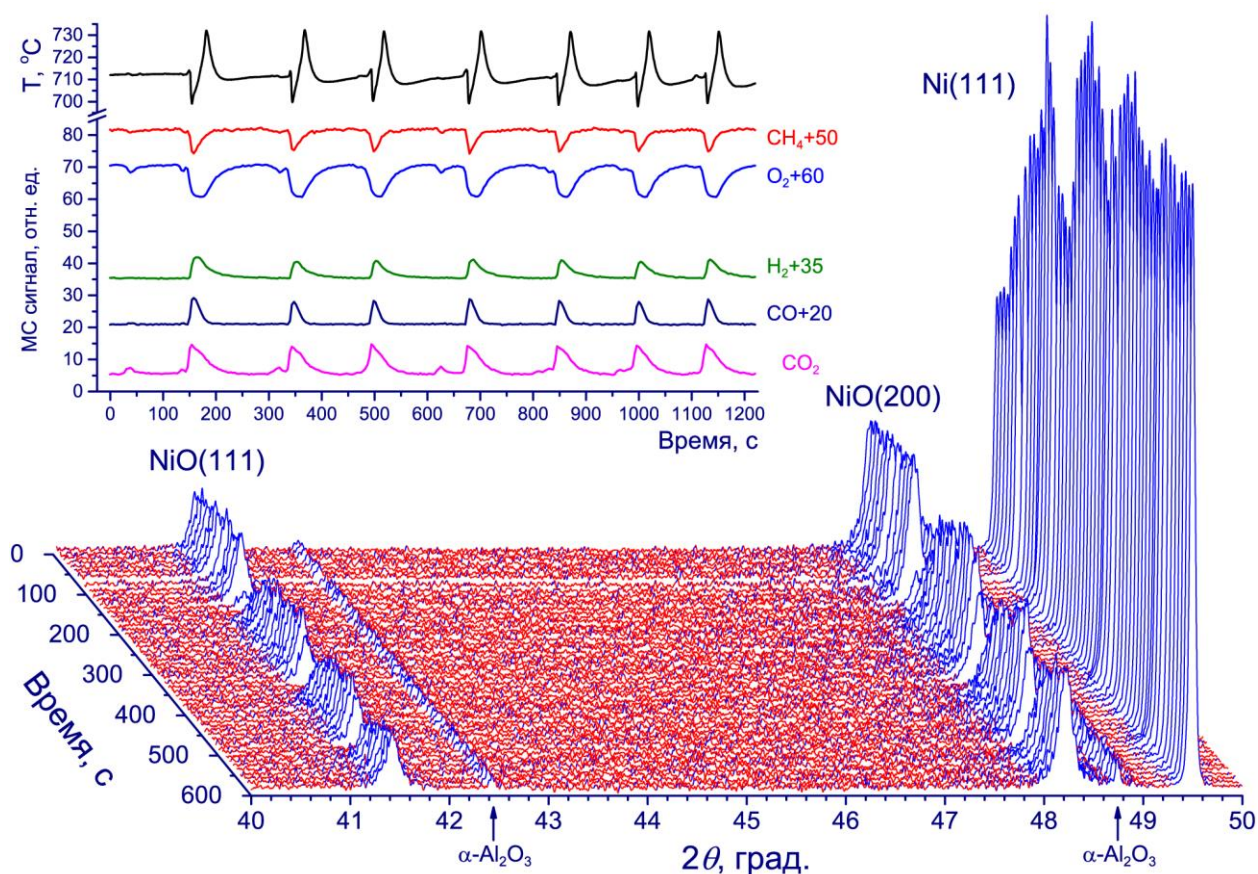 T, °C
730
720
710
700
МС сигнал, отн. ед.
80
70
60
50
40
30
20
10
0
CH₄+50
O₂+60
H₂+35
CO+20
CO₂
0 100 200 300 400 500 600 700 800 900 1000 1100 1200
Время, с
Ni(111)
NiO(200)
NiO(111)
0
100
200
300
400
500
600
Время, с
40 41 42 43 44 45 46 47 48 49 50
α-Al₂O₃ 2θ, град. α-Al₂O₃